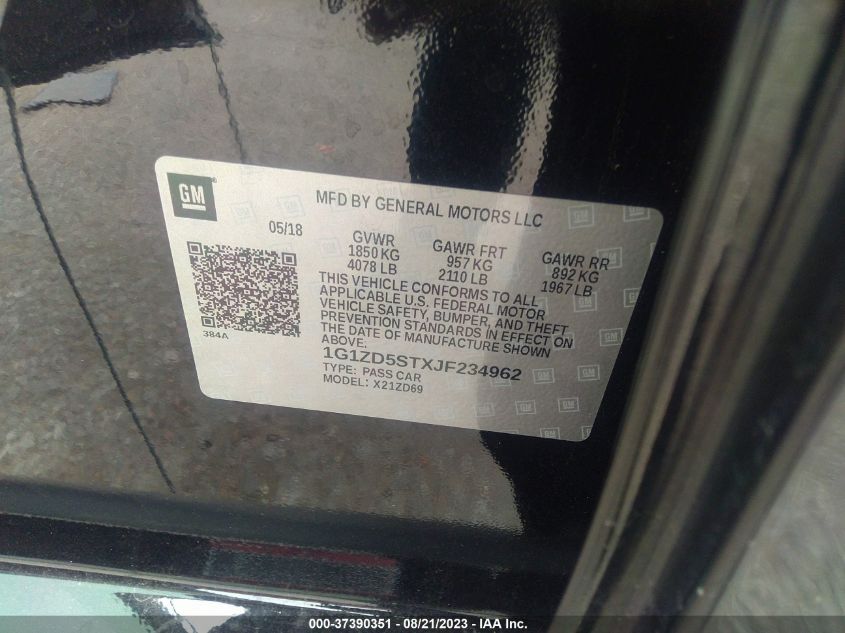 GM
MFD BY GENERAL MOTORS LLC
05/18
GVWR
1850 KG
4078 LB
GAWR FRT
957 KG
2110 LB
GAWR RR
892 KG
1967 LB
THIS VEHICLE CONFORMS TO ALL
APPLICABLE U.S. FEDERAL MOTOR
VEHICLE SAFETY, BUMPER, AND THEFT
PREVENTION STANDARDS IN EFFECT ON
THE DATE OF MANUFACTURE SHOWN
ABOVE.
384A
1G1ZD5STXJF234962
TYPE: PASS CAR
MODEL: X21ZD69
000-37390351 - 08/21/2023 - IAA Inc.